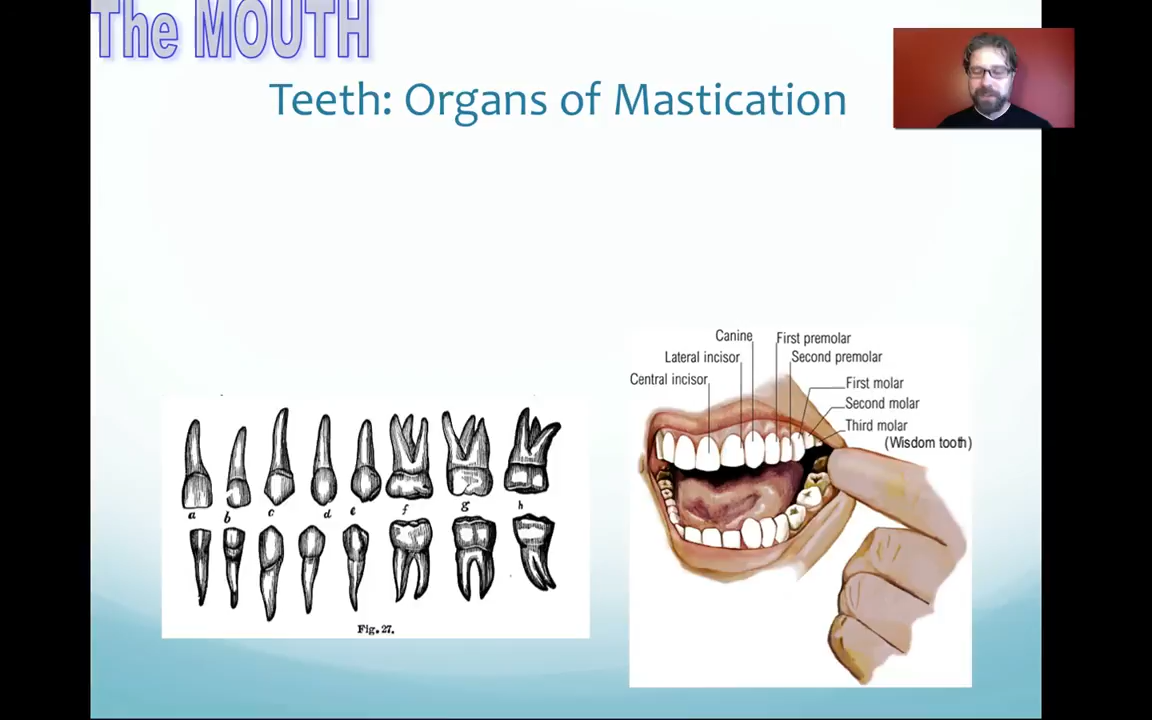 The MOUTH
Teeth: Organs of Mastication
Canine
First premolar
Lateral incisor
Second premolar
Central incisor
First molar
Second molar
Third molar
(Wisdom tooth)
a b c d e f g h
Fig. 27.